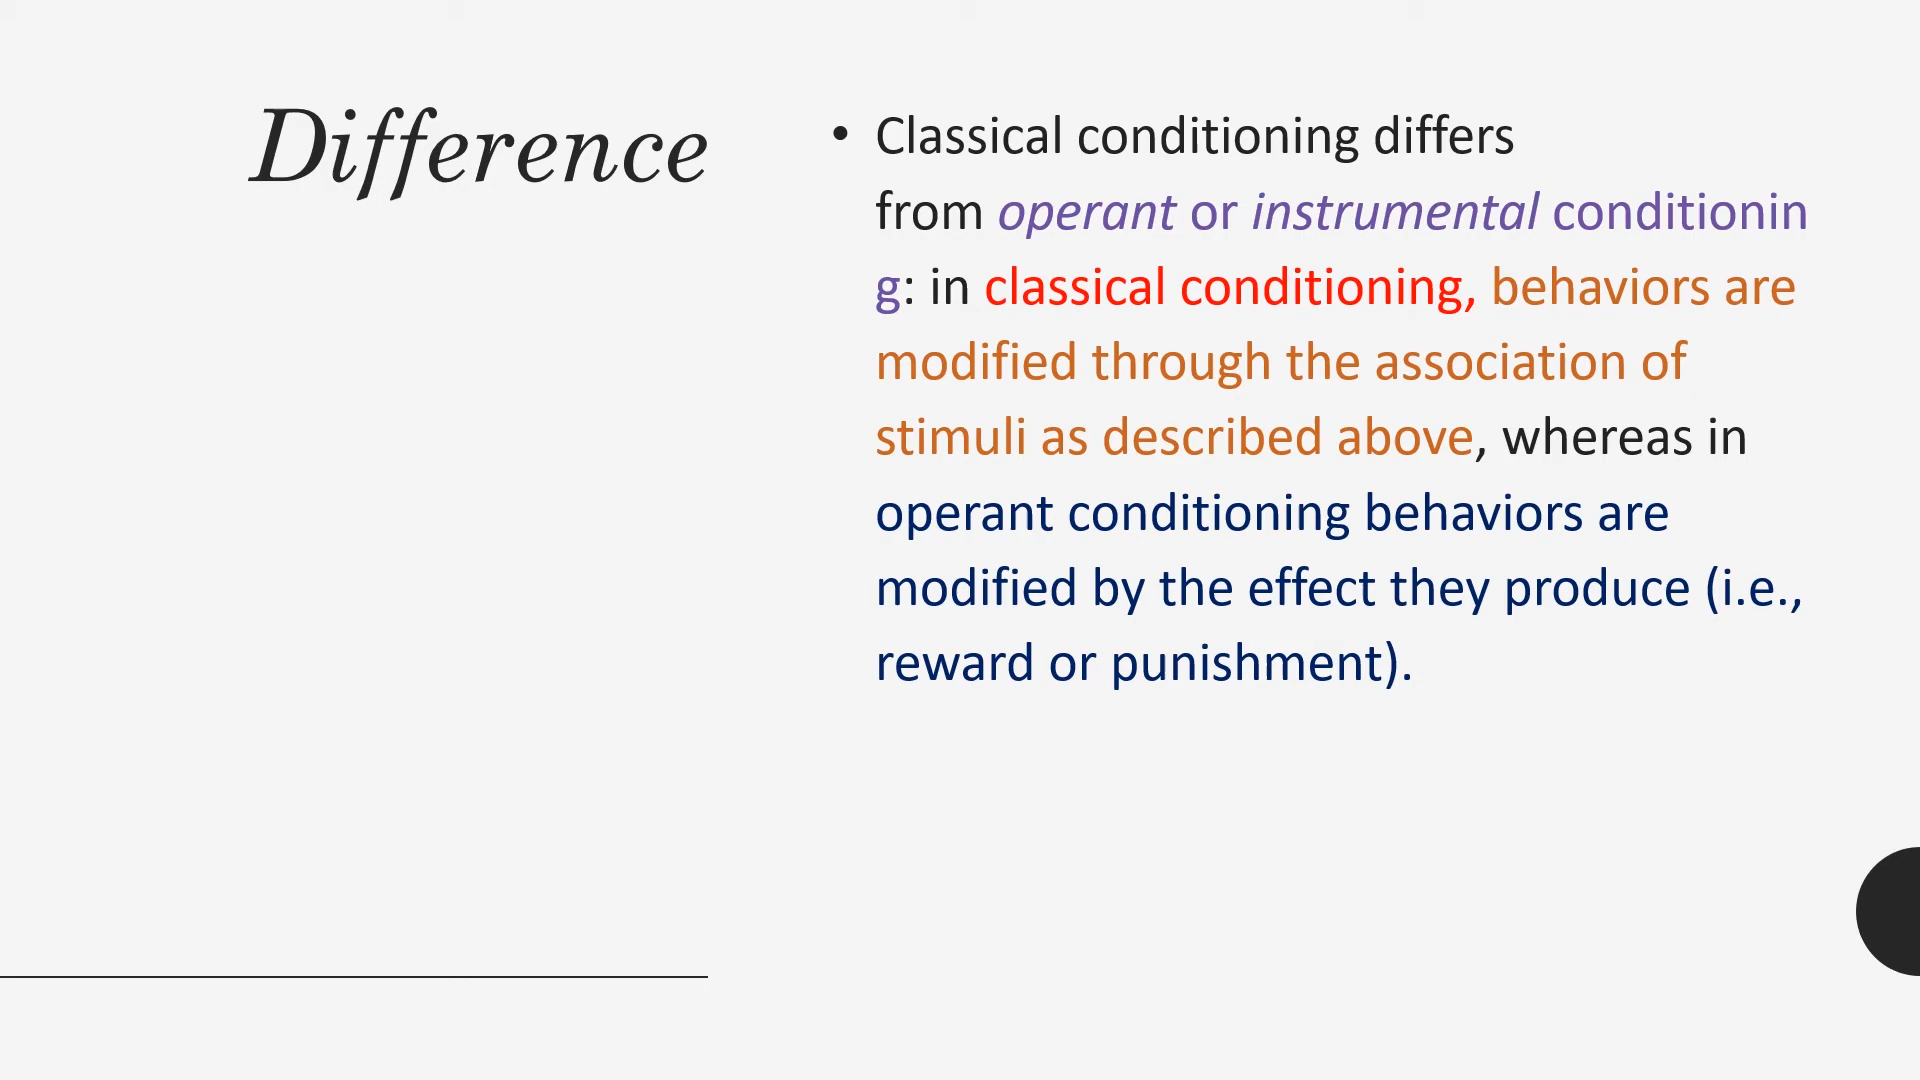 Difference
• Classical conditioning differs
from operant or instrumental conditionin
g: in classical conditioning, behaviors are
modified through the association of
stimuli as described above, whereas in
operant conditioning behaviors are
modified by the effect they produce (i.e.,
reward or punishment).